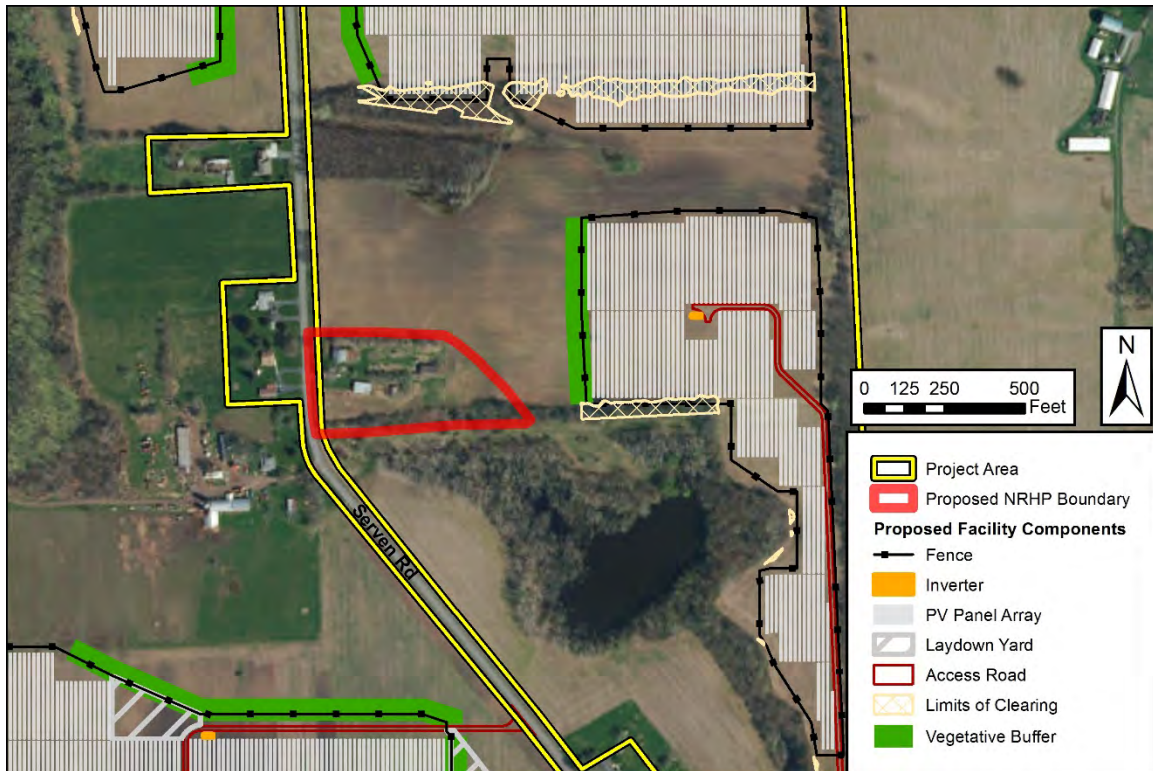 Serven Rd
N
0 125 250 500
Feet
Project Area
Proposed NRHP Boundary
Proposed Facility Components
Fence
Inverter
PV Panel Array
Laydown Yard
Access Road
Limits of Clearing
Vegetative Buffer